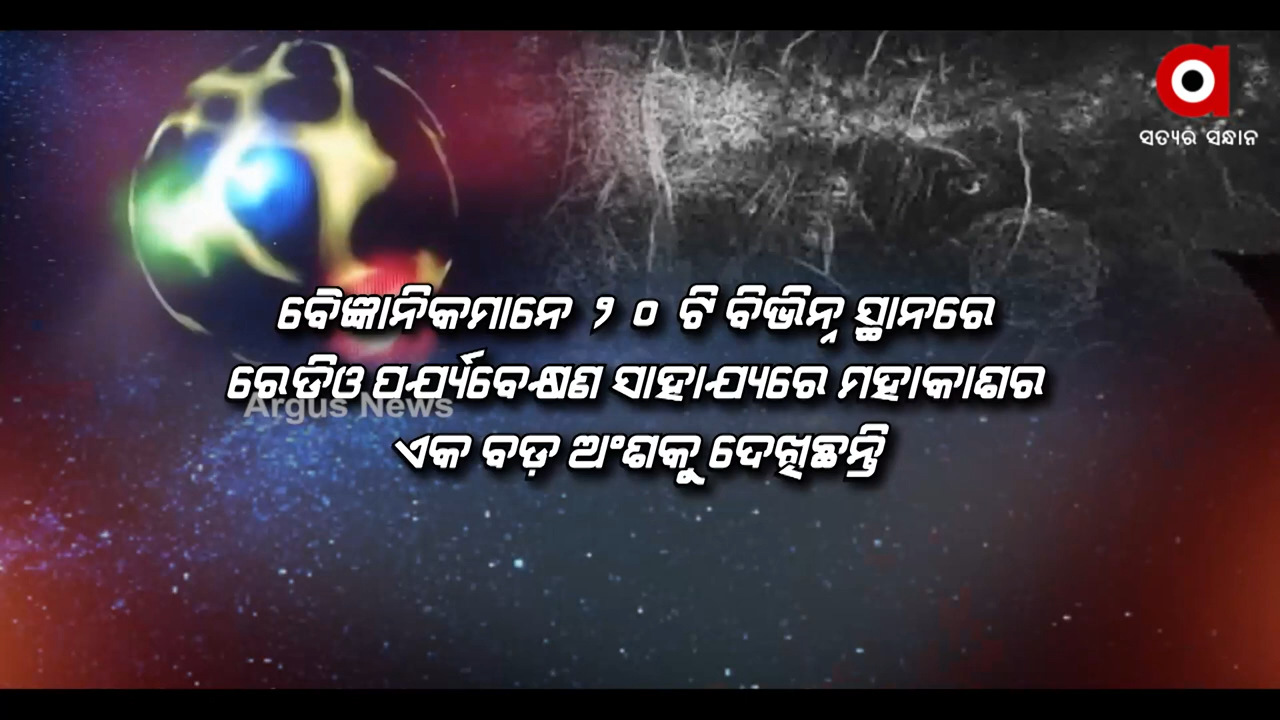 ସତ୍ୟର ସନ୍ଧାନ
ବୈଜ୍ଞାନିକମାନେ ୨ ୦ ଟି ବିଭିନ୍ନ ସ୍ଥାନରେ
ରେଡିଓ ପର୍ଯ୍ୟବେକ୍ଷଣ ସାହାଯ୍ୟରେ ମହାକାଶର
Argus News
ଏକ ବଡ଼ ଅଂଶକୁ ଦେଖିଛନ୍ତି